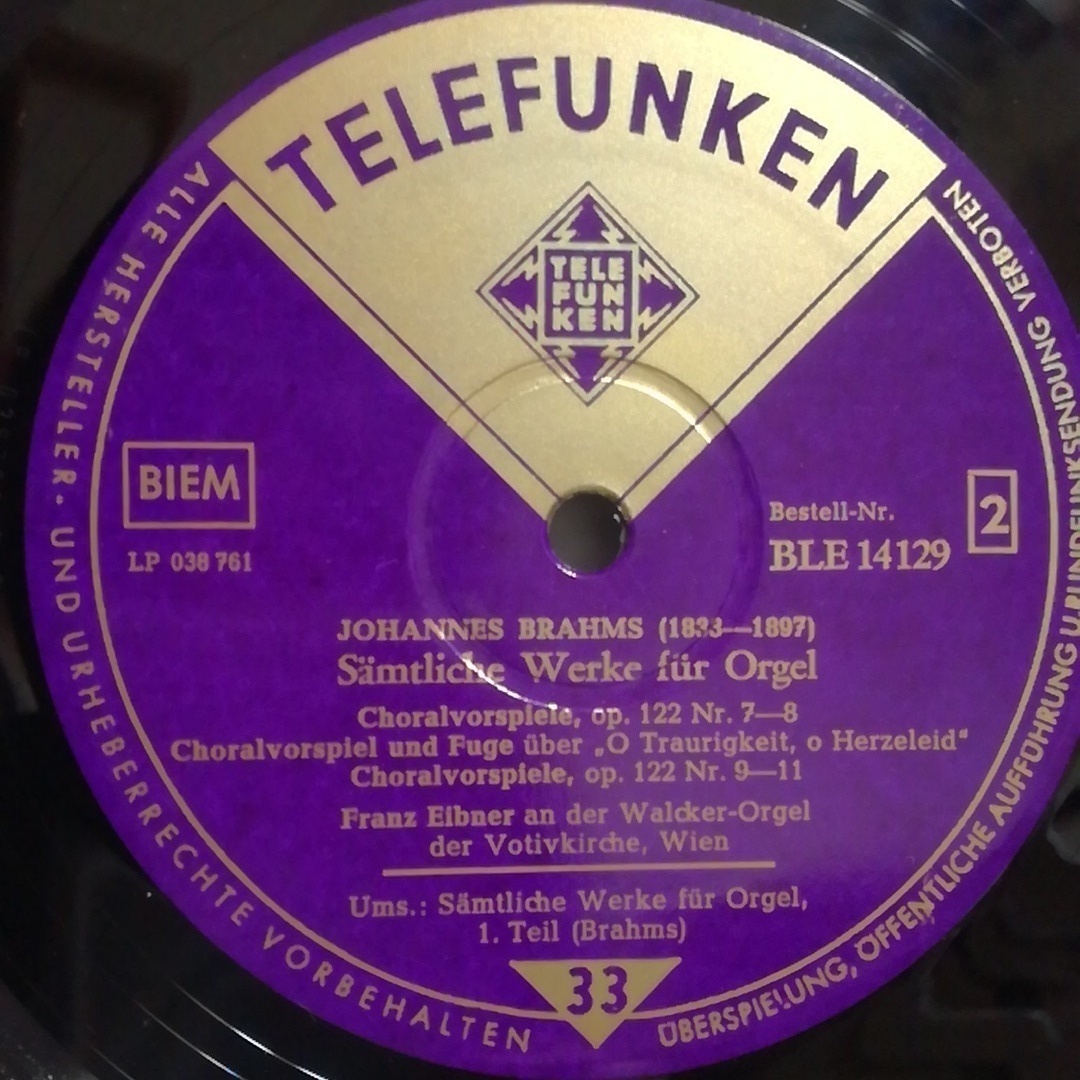 TELEFUNKEN
TELE
FUN
KEN
ALLE HERSTELLER- UND URHEBERRECHTE VORBEHALTEN
ÜBERSPIELUNG, ÖFFENTLICHE AUFFÜHRUNG U. RUNDFUNKSENDUNG VERBOTEN
BIEM
LP 038 761
Bestell-Nr.
BLE 14129
2
JOHANNES BRAHMS (1833—1897)
Sämtliche Werke für Orgel
Choralvorspiele, op. 122 Nr. 7—8
Choralvorspiel und Fuge über „O Traurigkeit, o Herzeleid“
Choralvorspiele, op. 122 Nr. 9—11
Franz Eibner an der Walcker-Orgel
der Votivkirche, Wien
Ums.: Sämtliche Werke für Orgel,
1. Teil (Brahms)
33